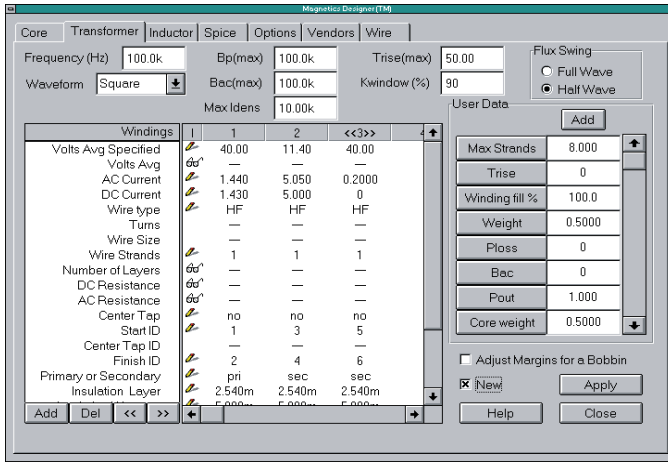 Magnetics Designer(TM)
Core Transformer Inductor Spice Options Vendors Wire
Frequency (Hz) 100.0k Bp(max) 100.0k Trise(max) 50.00
Waveform Square Bac(max) 100.0k Kwindow (%) 90
Max Idens 10.00k
Flux Swing
Full Wave
Half Wave
Windings I 1 2 <<3>> 4
Volts Avg Specified 40.00 11.40 40.00
Volts Avg — — —
AC Current 1.440 5.050 0.2000
DC Current 1.430 5.000 0
Wire type HF HF HF
Turns — — —
Wire Size — — —
Wire Strands 1 1 1
Number of Layers — — —
DC Resistance — — —
AC Resistance — — —
Center Tap no no no
Start ID 1 3 5
Center Tap ID — — —
Finish ID 2 4 6
Primary or Secondary pri sec sec
Insulation Layer 2.540m 2.540m 2.540m
Add Del << >>
User Data
Add
Max Strands 8.000
Trise 0
Winding fill % 100.0
Weight 0.5000
Ploss 0
Bac 0
Pout 1.000
Core weight 0.5000
Adjust Margins for a Bobbin
New Apply
Help Close